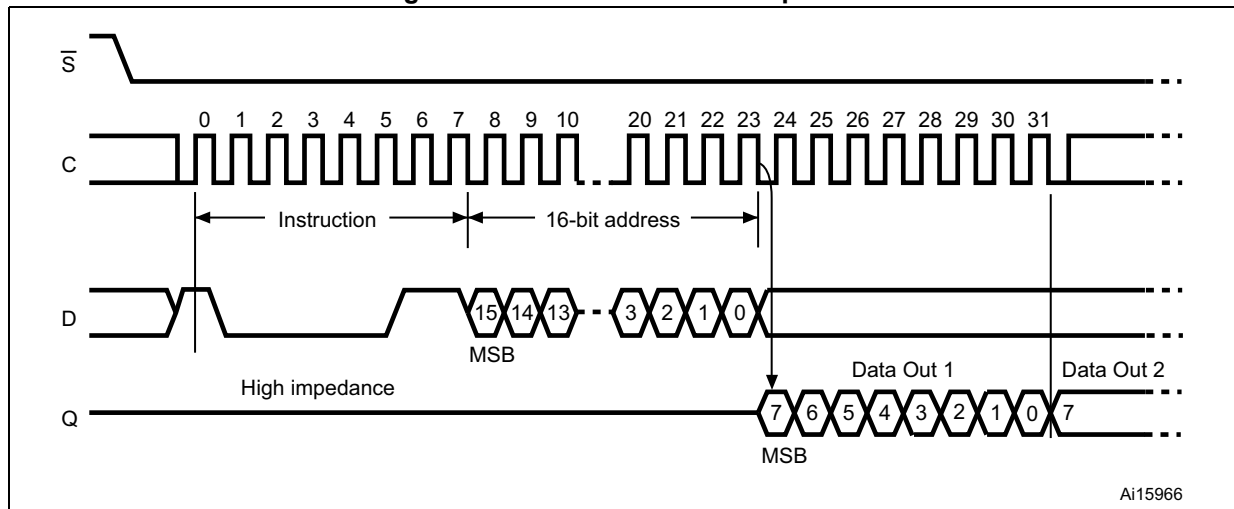 S
0 1 2 3 4 5 6 7 8 9 10 20 21 22 23 24 25 26 27 28 29 30 31
C
Instruction 16-bit address
D
15 14 13 3 2 1 0
MSB
Data Out 1 Data Out 2
High impedance
Q
7 6 5 4 3 2 1 0 7
MSB
Ai15966